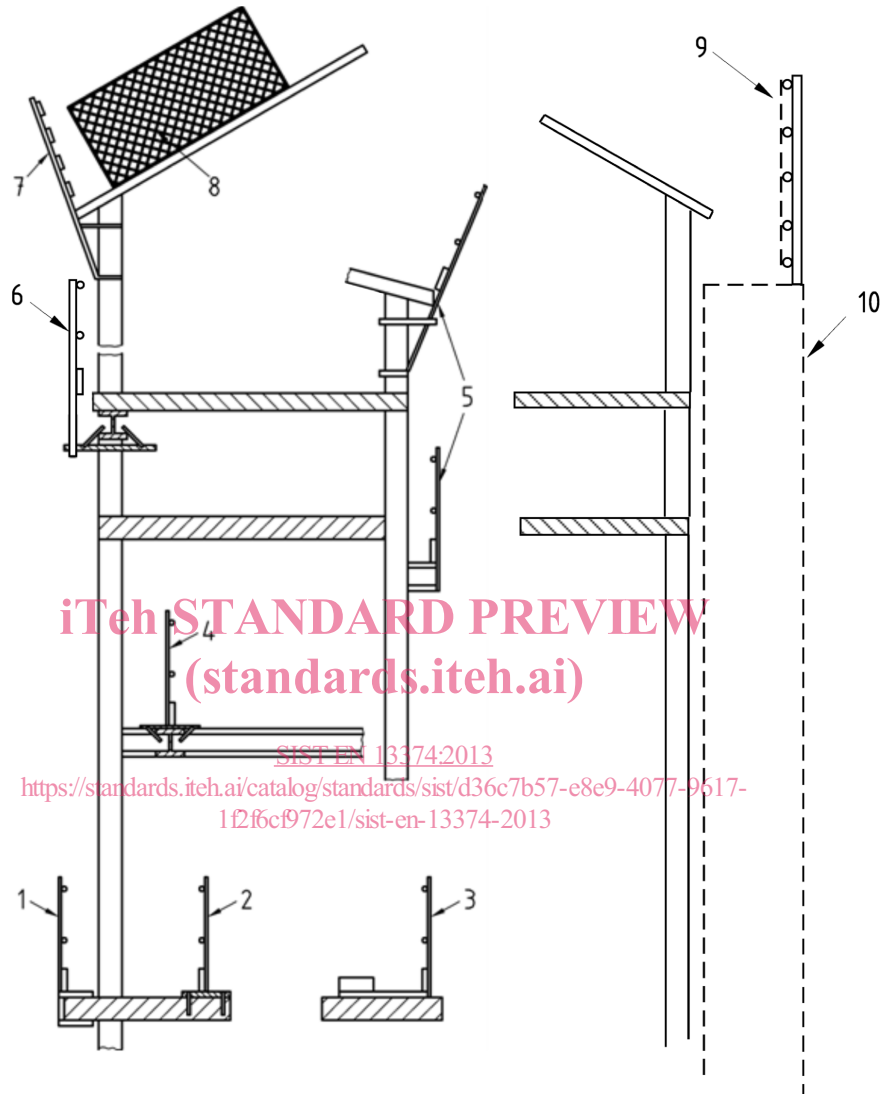 9
7
8
6
10
5
iTeh STANDARD PREVIEW
4
(standards.iteh.ai)
SIST EN 13374:2013
https://standards.iteh.ai/catalog/standards/sist/d36c7b57-e8e9-4077-9617-
1f2f6cf972e1/sist-en-13374-2013
1 2 3